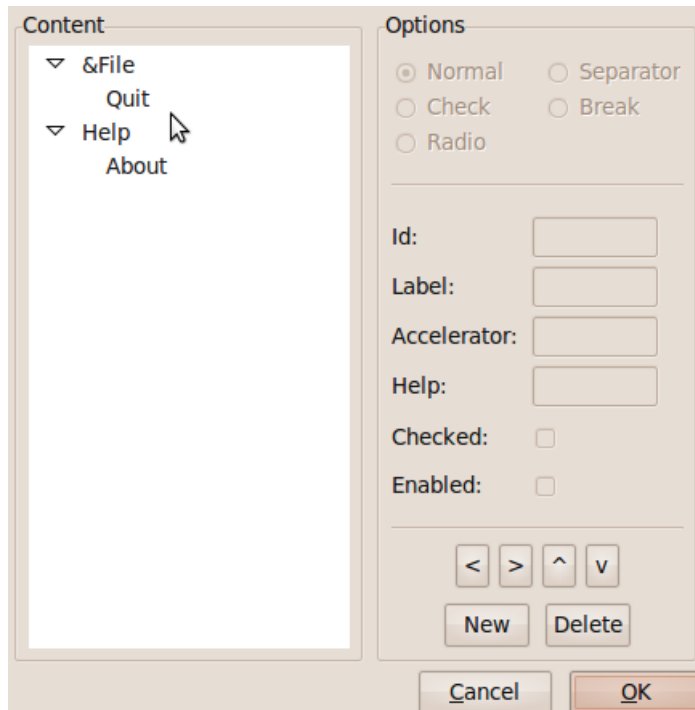 Content
&File
Quit
Help
About
Options
Normal
Separator
Check
Break
Radio
Id:
Label:
Accelerator:
Help:
Checked:
Enabled:
< > ^ v
New
Delete
Cancel
OK